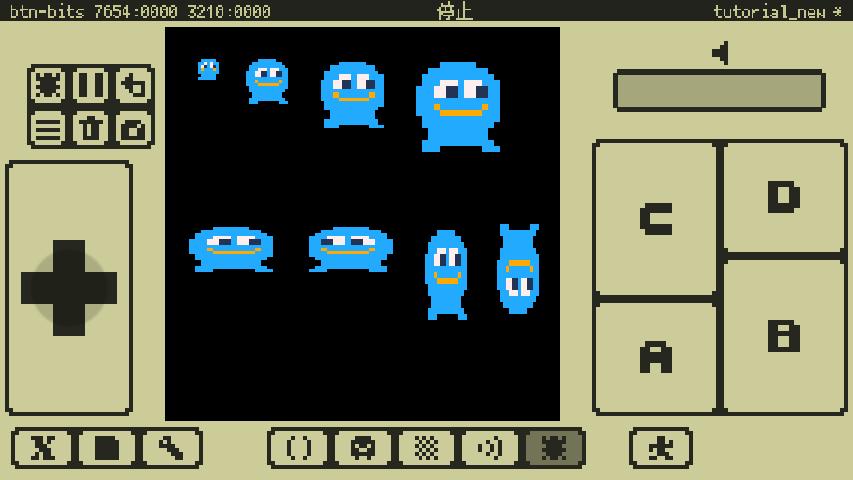 btn-bits 7654:0000 3210:0000
停止
tutorial_new *
C
D
A
B
X
()